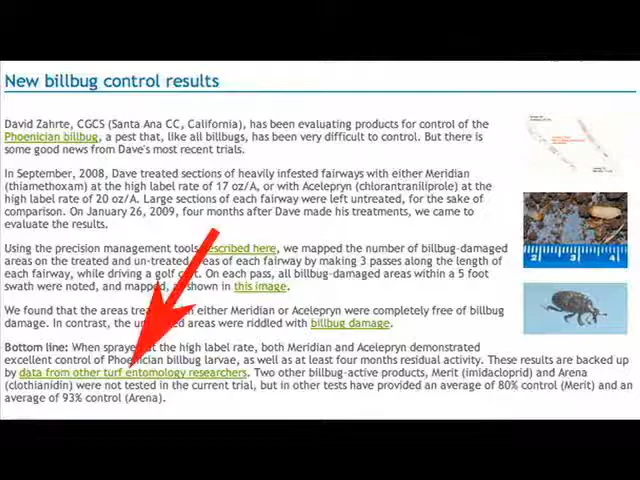 New billbug control results
David Zahrte, CGCS (Santa Ana CC, California), has been evaluating products for control of the
Phoenician billbug, a pest that, like all billbugs, has been very difficult to control. But there is
some good news from Dave's most recent trials.
In September, 2008, Dave treated sections of heavily infested fairways with either Meridian
(thiamethoxam) at the high label rate of 17 oz/A, or with Acelepryn (chlorantraniliprole) at the
high label rate of 20 oz/A. Large sections of each fairway were left untreated, for the sake of
comparison. On January 26, 2009, four months after Dave made his treatments, we came to
evaluate the results.
Using the precision management tools described here, we mapped the number of billbug-damaged
areas on the treated and un-treated areas of each fairway by making 3 passes along the length of
each fairway, while driving a golf cart. On each pass, all billbug-damaged areas within a 5 foot
swath were noted, and mapped, as shown in this image.
We found that the areas treated with either Meridian or Acelepryn were completely free of billbug
damage. In contrast, the untreated areas were riddled with billbug damage.
Bottom line: When sprayed at the high label rate, both Meridian and Acelepryn demonstrated
excellent control of Phoenician billbug larvae, as well as at least four months residual activity. These results are backed up
by data from other turf entomology researchers. Two other billbug-active products, Merit (imidacloprid) and Arena
(clothianidin) were not tested in the current trial, but in other tests have provided an average of 80% control (Merit) and an
average of 93% control (Arena).
2 3 4